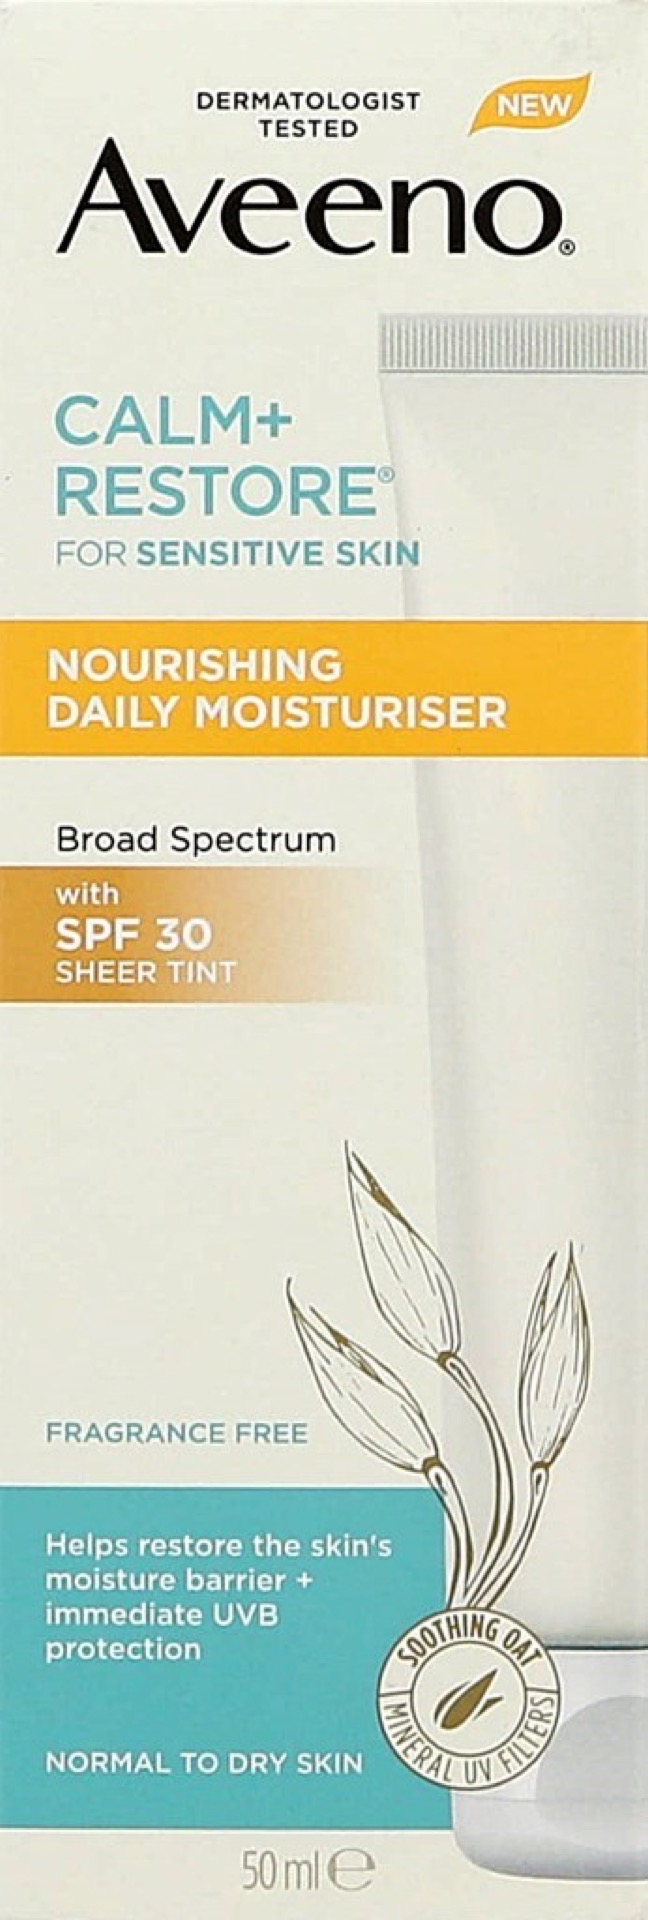 DERMATOLOGIST
TESTED
NEW
Aveeno®
CALM+
RESTORE®
FOR SENSITIVE SKIN
NOURISHING
DAILY MOISTURISER
Broad Spectrum
with
SPF 30
SHEER TINT
FRAGRANCE FREE
Helps restore the skin's
moisture barrier +
immediate UVB
protection
NORMAL TO DRY SKIN
SOOTHING OAT
MINERAL UV FILTERS
50 ml ℮